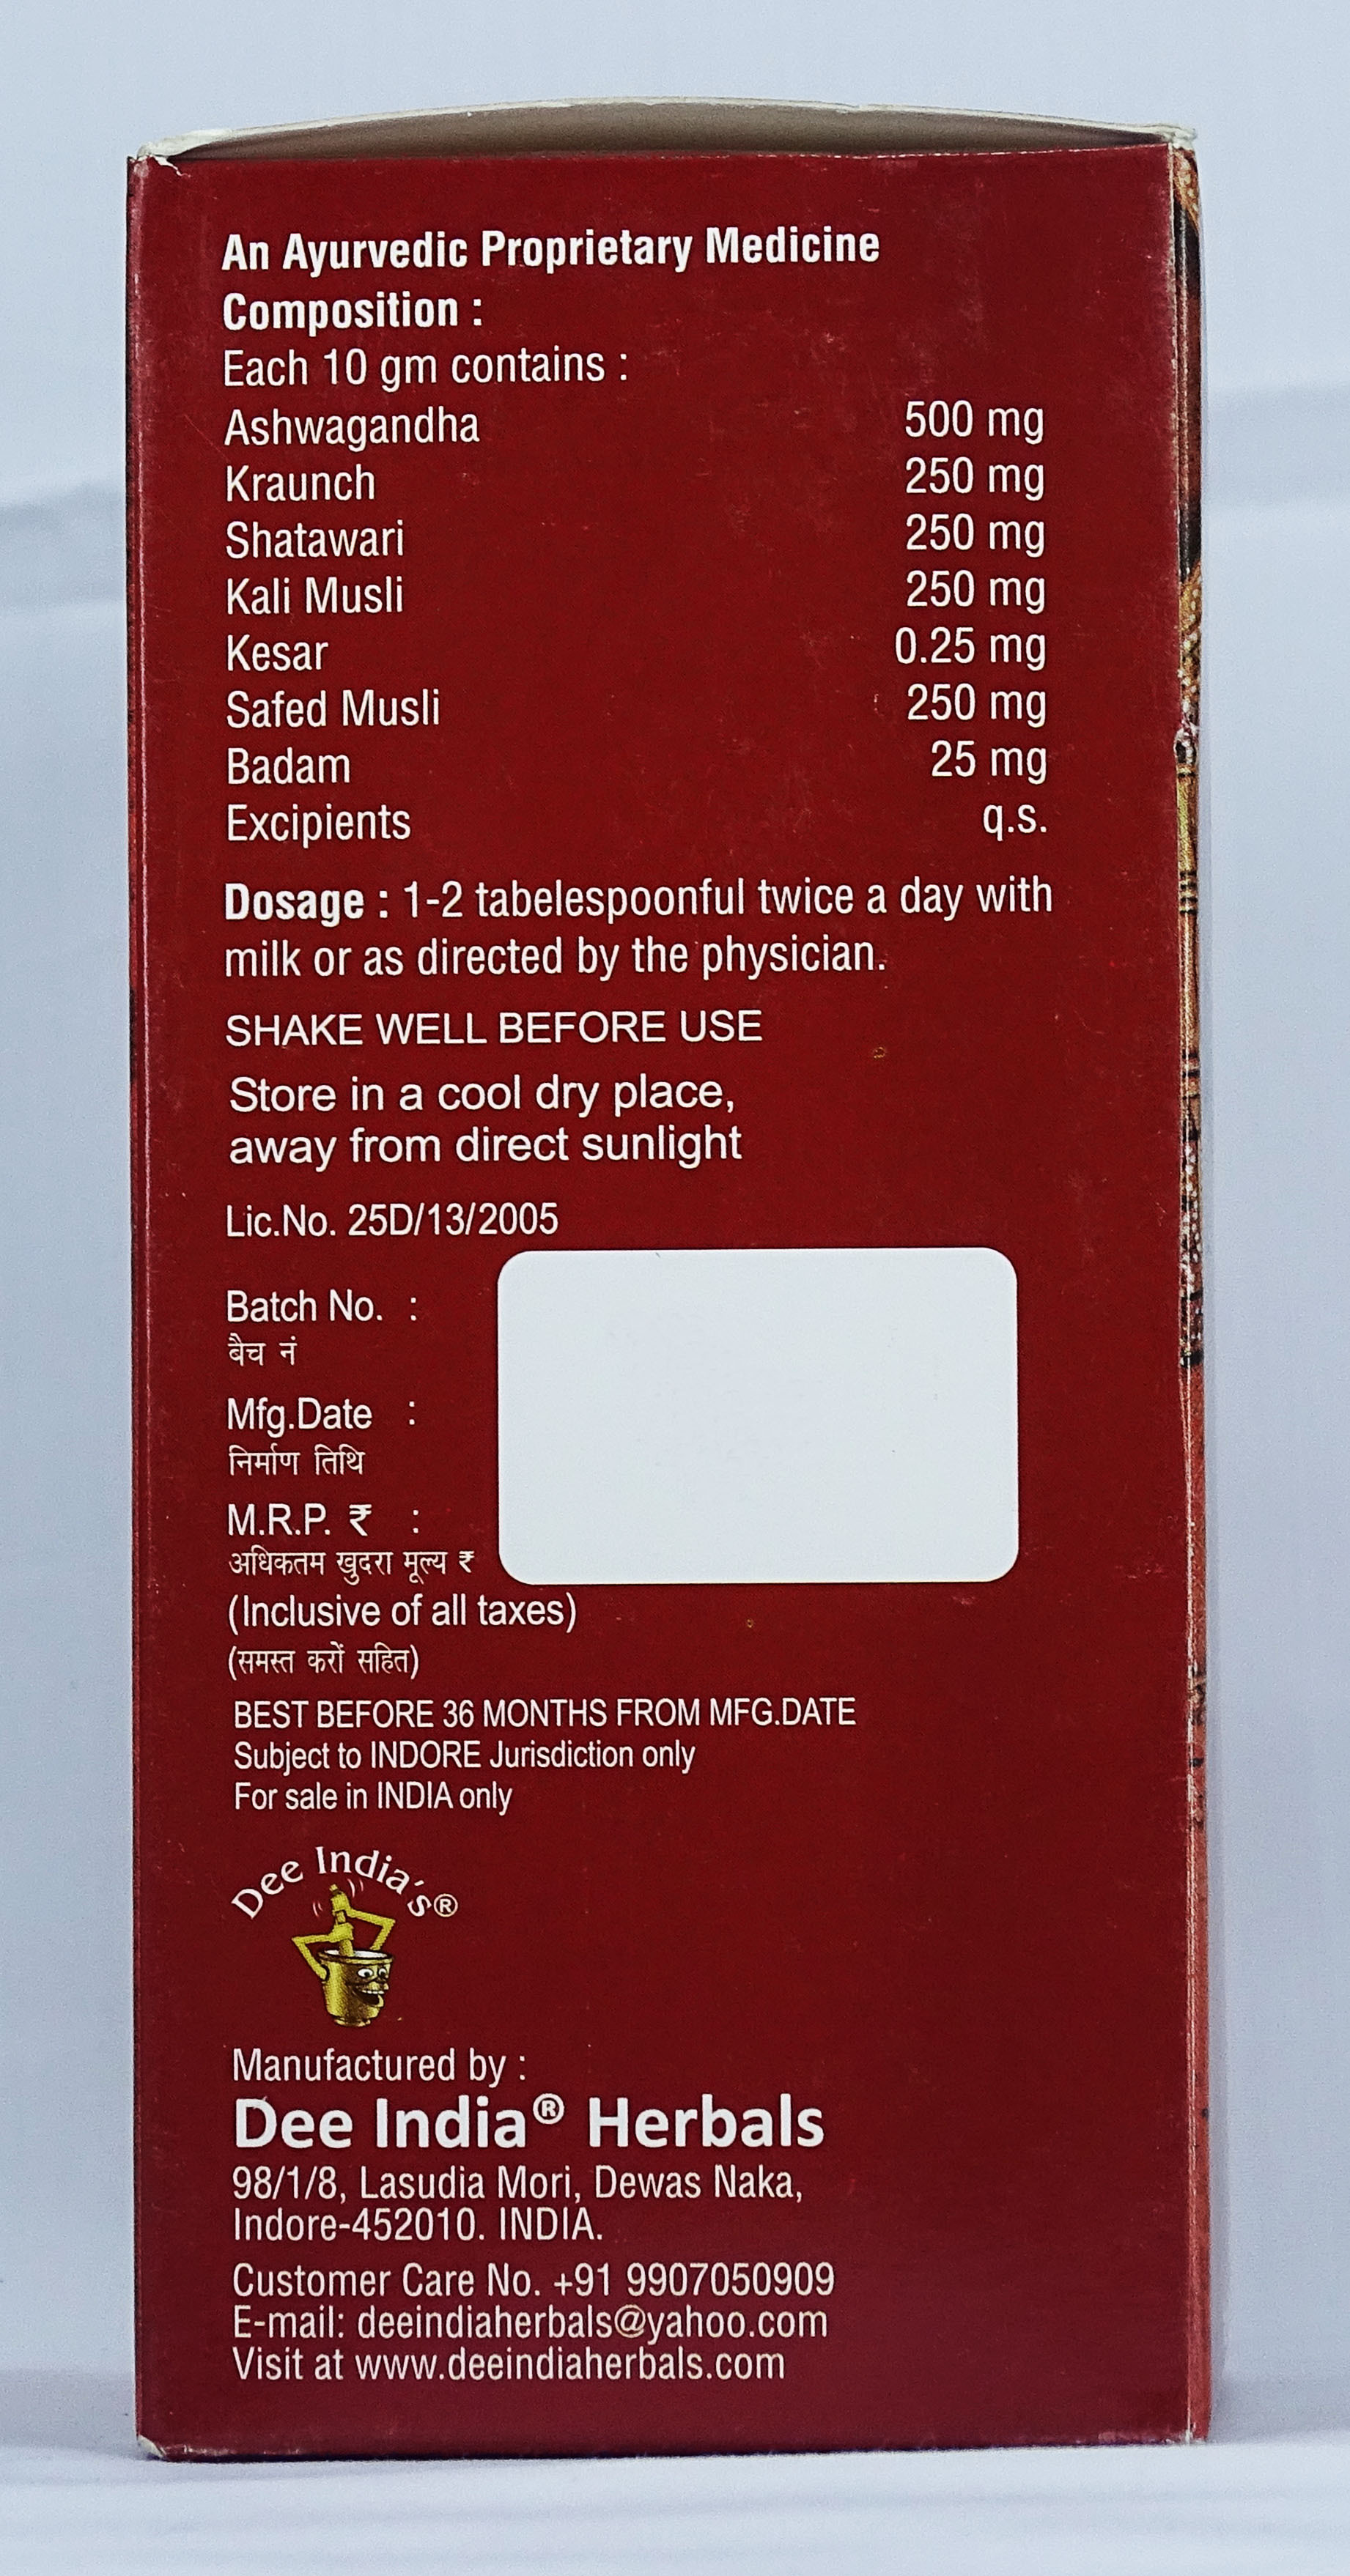 An Ayurvedic Proprietary Medicine
Composition :
Each 10 gm contains :
Ashwagandha 500 mg
Kraunch 250 mg
Shatawari 250 mg
Kali Musli 250 mg
Kesar 0.25 mg
Safed Musli 250 mg
Badam 25 mg
Excipients q.s.
Dosage : 1-2 tabelespoonful twice a day with
milk or as directed by the physician.
SHAKE WELL BEFORE USE
Store in a cool dry place,
away from direct sunlight
Lic.No. 25D/13/2005
Batch No. :
बैच नं
Mfg.Date :
निर्माण तिथि
M.R.P. ₹ :
अधिकतम खुदरा मूल्य ₹
(Inclusive of all taxes)
(समस्त करों सहित)
BEST BEFORE 36 MONTHS FROM MFG.DATE
Subject to INDORE Jurisdiction only
For sale in INDIA only
Dee India's®
Manufactured by :
Dee India® Herbals
98/1/8, Lasudia Mori, Dewas Naka,
Indore-452010. INDIA.
Customer Care No. +91 9907050909
E-mail: deeindiaherbals@yahoo.com
Visit at www.deeindiaherbals.com